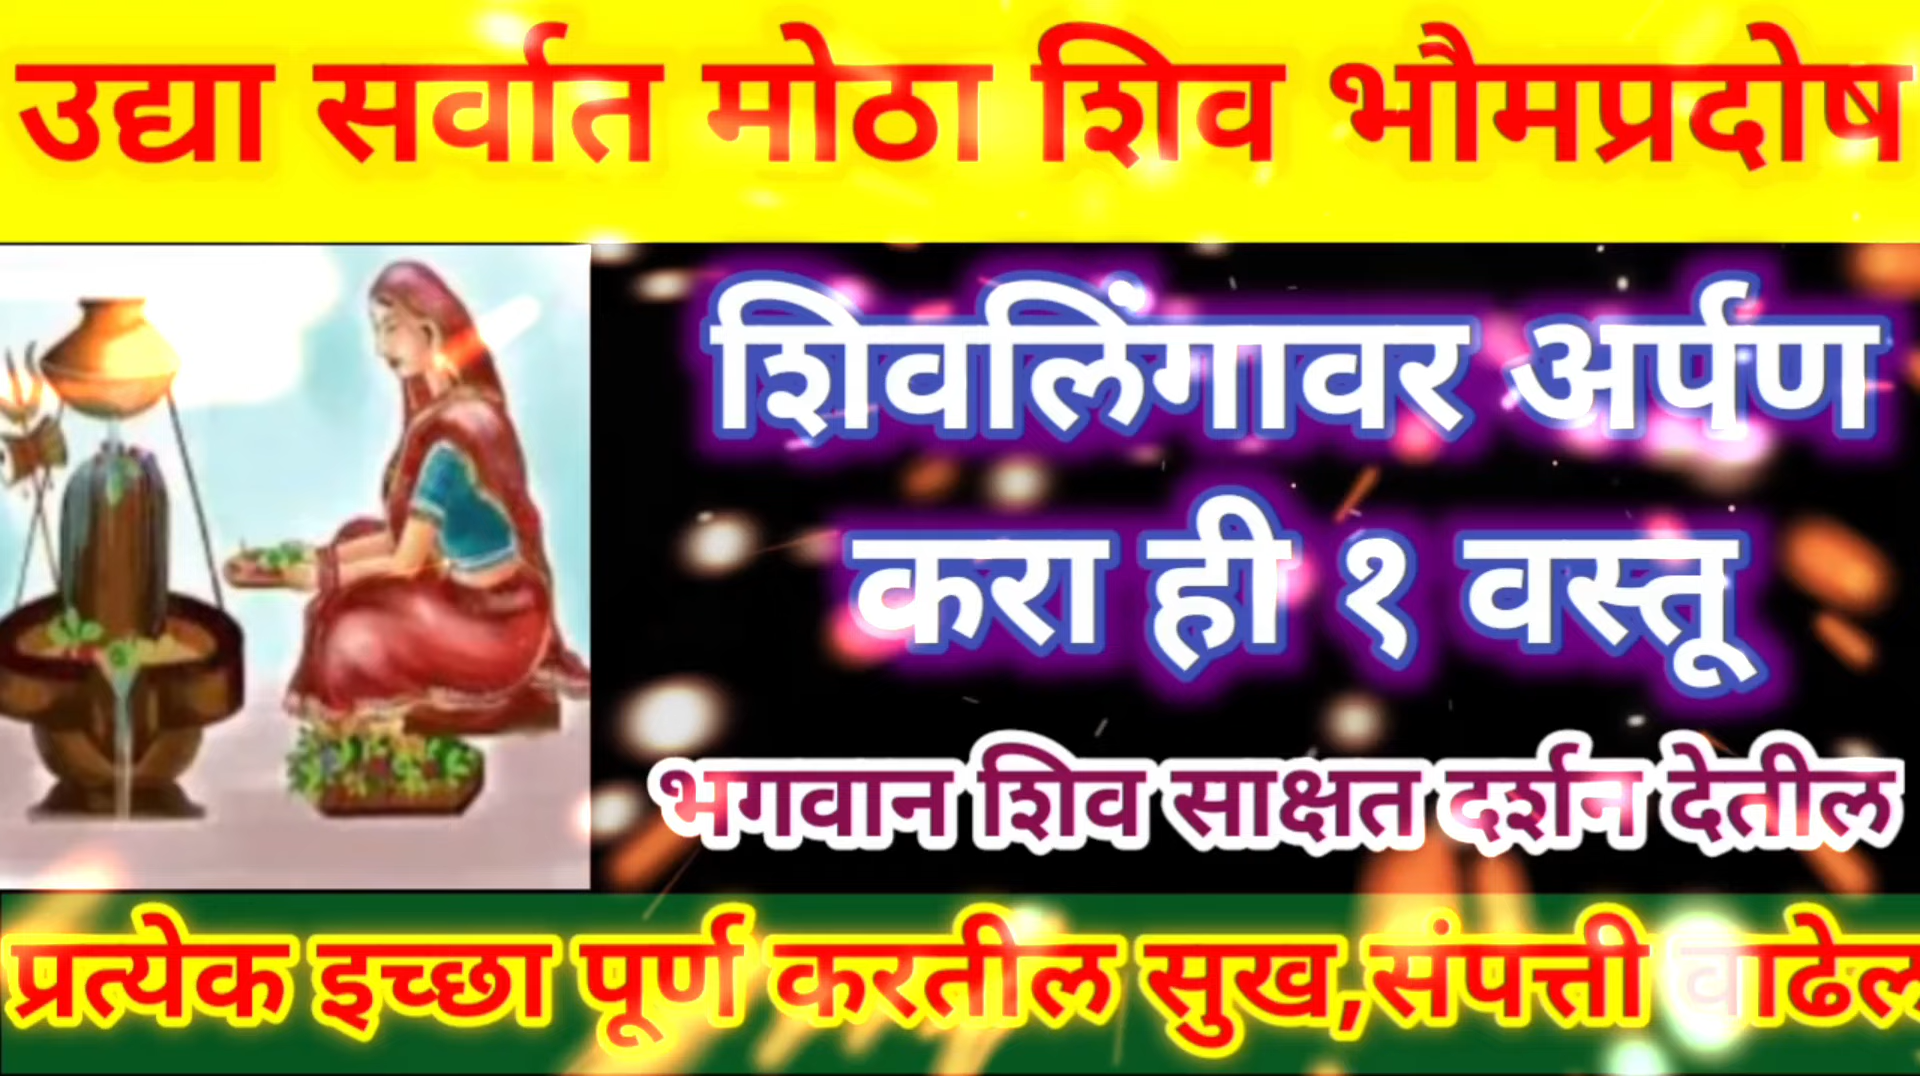 उद्या सर्वात मोठा शिव भौमप्रदोष
शिवलिंगावर अर्पण
करा ही १ वस्तू
भगवान शिव साक्षत दर्शन देतील
प्रत्येक इच्छा पूर्ण करतील सुख,संपत्ती वाढेल